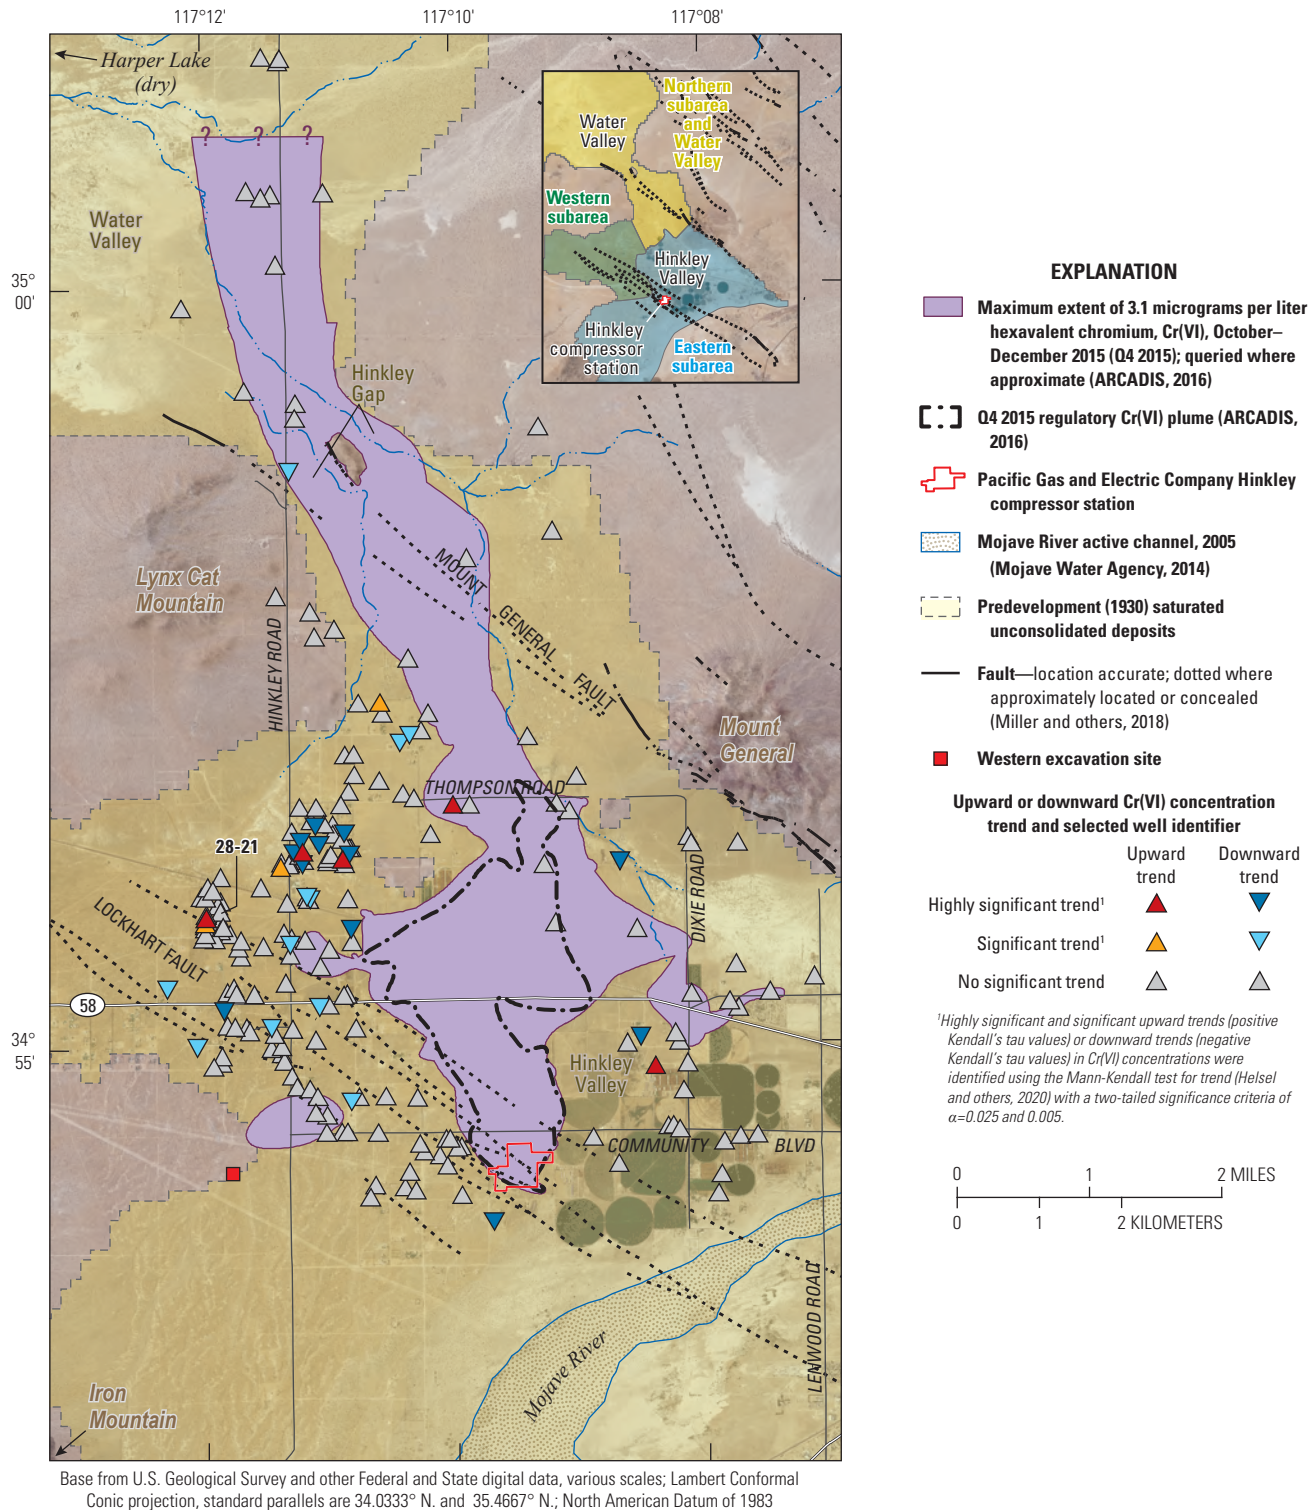 117°12'
117°10'
117°08'
Harper Lake
(dry)
? ? ?
Water
Valley
35°
00'
Northern
subarea
and
Water
Valley
Water
Valley
Western
subarea
Hinkley
Valley
Hinkley
compressor
station
Eastern
subarea
Hinkley
Gap
Lynx Cat
Mountain
HINKLEY ROAD
MOUNT GENERAL FAULT
Mount
General
THOMPSON ROAD
28-21
LOCKHART FAULT
DIXIE ROAD
58
34°
55'
Hinkley
Valley
COMMUNITY BLVD
LENWOOD ROAD
Mojave River
Iron
Mountain
Base from U.S. Geological Survey and other Federal and State digital data, various scales; Lambert Conformal
Conic projection, standard parallels are 34.0333° N. and 35.4667° N.; North American Datum of 1983
EXPLANATION
Maximum extent of 3.1 micrograms per liter
hexavalent chromium, Cr(VI), October–
December 2015 (Q4 2015); queried where
approximate (ARCADIS, 2016)
Q4 2015 regulatory Cr(VI) plume (ARCADIS,
2016)
Pacific Gas and Electric Company Hinkley
compressor station
Mojave River active channel, 2005
(Mojave Water Agency, 2014)
Predevelopment (1930) saturated
unconsolidated deposits
Fault—location accurate; dotted where
approximately located or concealed
(Miller and others, 2018)
Western excavation site
Upward or downward Cr(VI) concentration
trend and selected well identifier
Upward
trend
Downward
trend
Highly significant trend¹
Significant trend¹
No significant trend
¹Highly significant and significant upward trends (positive
Kendall's tau values) or downward trends (negative
Kendall's tau values) in Cr(VI) concentrations were
identified using the Mann-Kendall test for trend (Helsel
and others, 2020) with a two-tailed significance criteria of
α=0.025 and 0.005.
0 1 2 MILES
0 1 2 KILOMETERS